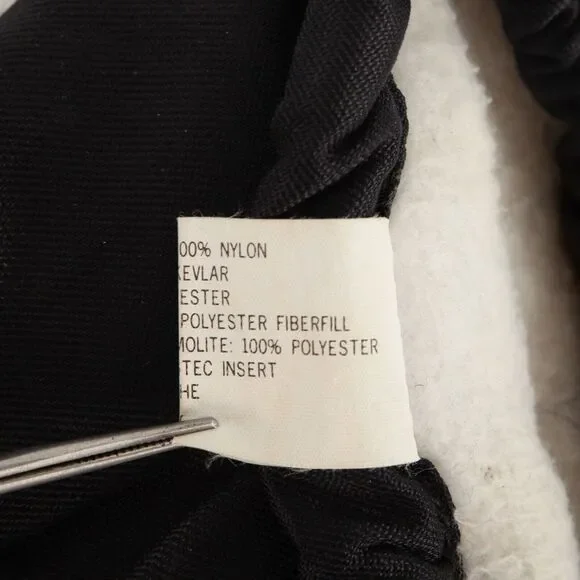 00% NYLON
KEVLAR
ESTER
POLYESTER FIBERFILL
MOLITE: 100% POLYESTER
TEC INSERT
HE